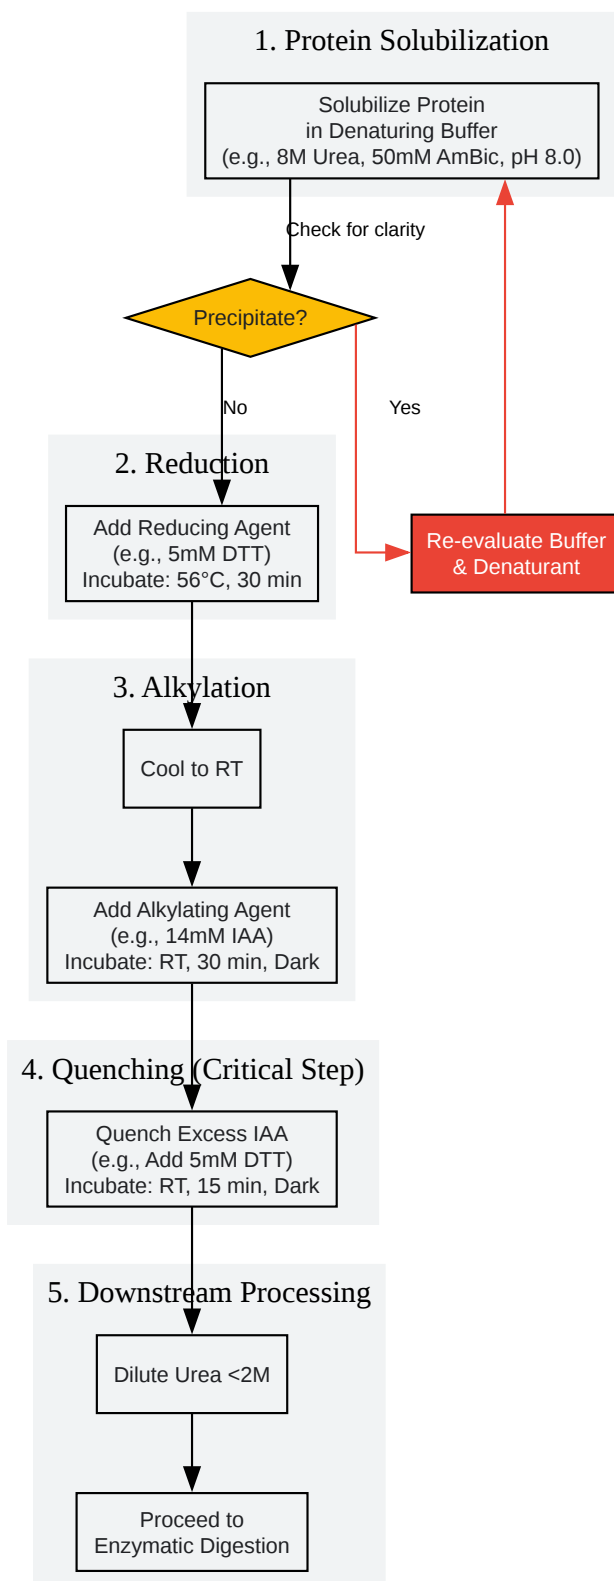 1. Protein Solubilization
Solubilize Protein
in Denaturing Buffer
(e.g., 8M Urea, 50mM AmBic, pH 8.0)
Check for clarity
Precipitate?
No
Yes
2. Reduction
Add Reducing Agent
(e.g., 5mM DTT)
Incubate: 56°C, 30 min
Re-evaluate Buffer
& Denaturant
3. Alkylation
Cool to RT
Add Alkylating Agent
(e.g., 14mM IAA)
Incubate: RT, 30 min, Dark
4. Quenching (Critical Step)
Quench Excess IAA
(e.g., Add 5mM DTT)
Incubate: RT, 15 min, Dark
5. Downstream Processing
Dilute Urea <2M
Proceed to
Enzymatic Digestion